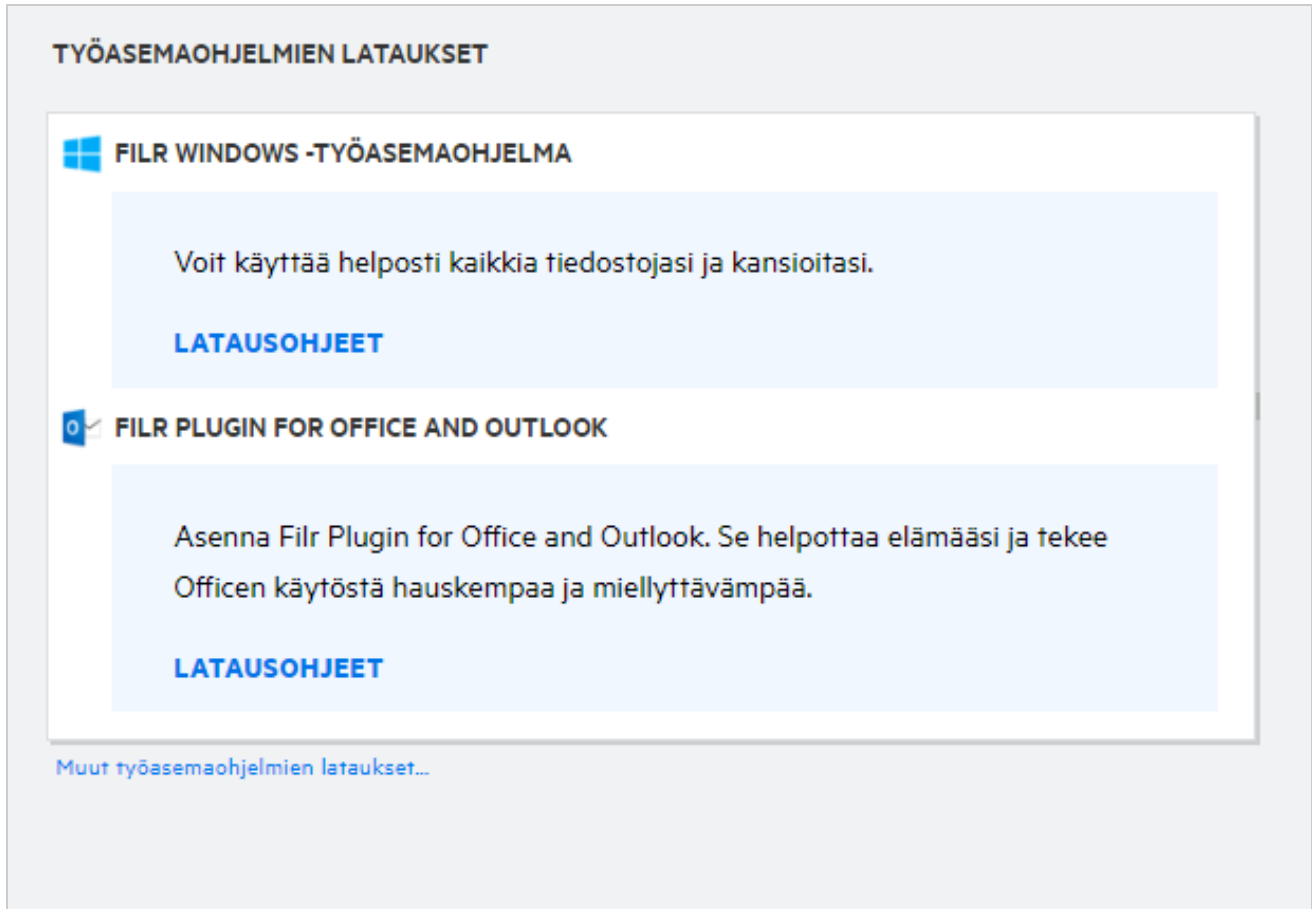 TYÖASEMAOHJELMIEN LATAUKSET
FILR WINDOWS -TYÖASEMAOHJELMA
Voit käyttää helposti kaikkia tiedostojasi ja kansioitasi.
LATAUSOHJEET
FILR PLUGIN FOR OFFICE AND OUTLOOK
Asenna Filr Plugin for Office and Outlook. Se helpottaa elämääsi ja tekee
Officen käytöstä hauskempaa ja miellyttävämpää.
LATAUSOHJEET
Muut työasemaohjelmien lataukset...